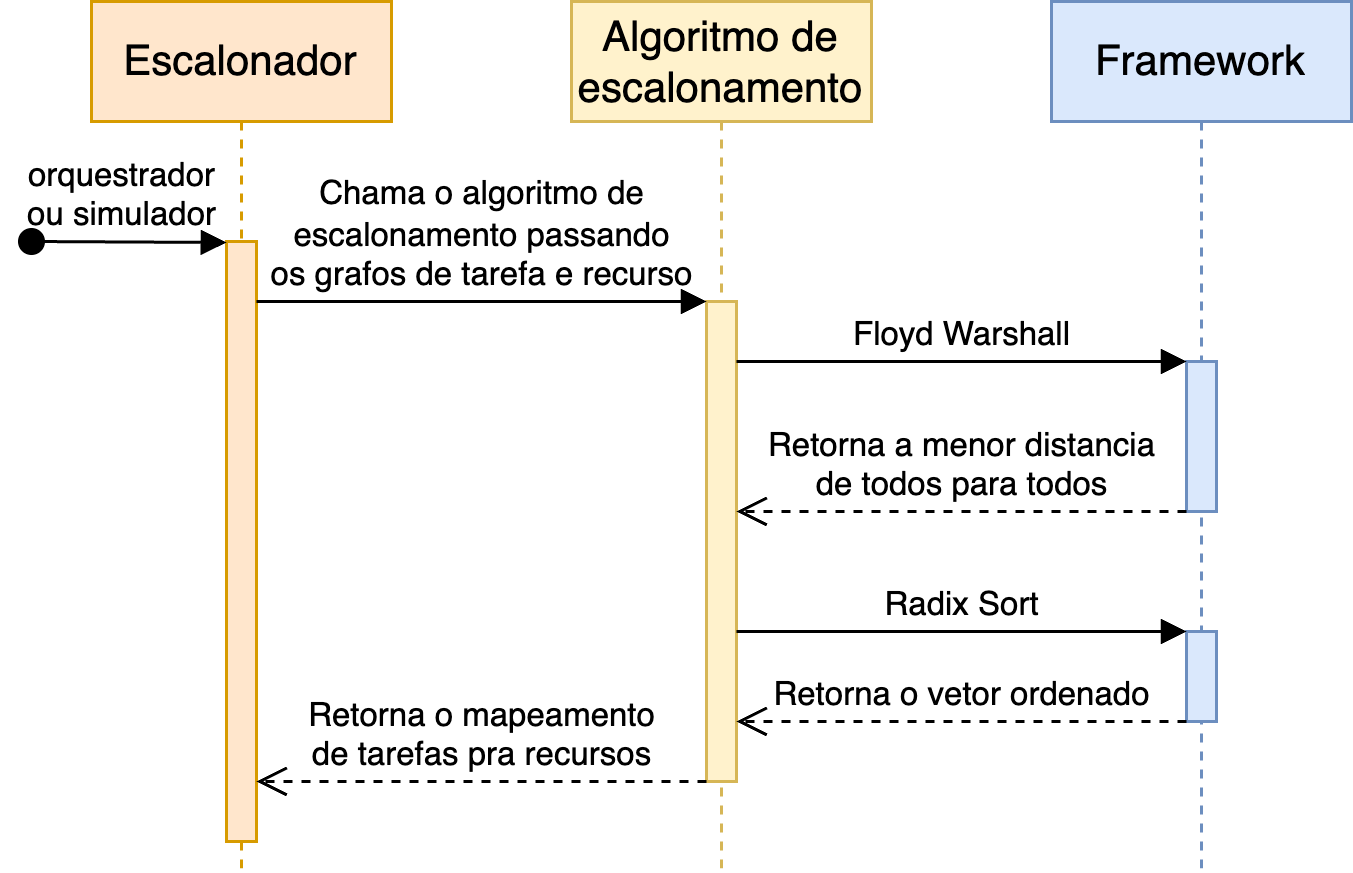 Escalonador
Algoritmo de
escalonamento
Framework
orquestrador
ou simulador
Chama o algoritmo de
escalonamento passando
os grafos de tarefa e recurso
Floyd Warshall
Retorna a menor distancia
de todos para todos
Radix Sort
Retorna o vetor ordenado
Retorna o mapeamento
de tarefas pra recursos